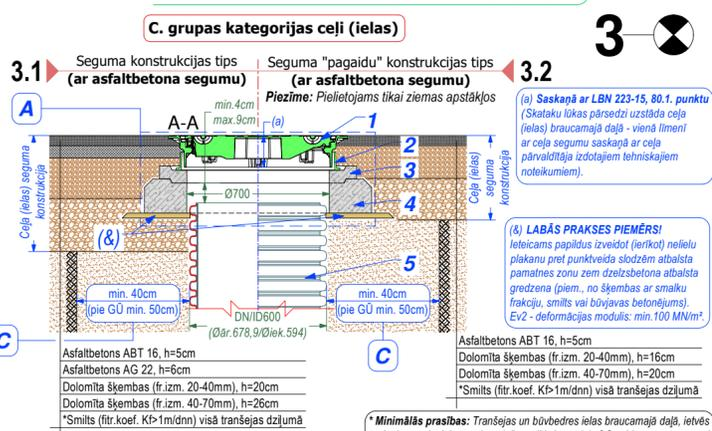 C. grupas kategorijas ceļi (ielas)
3
3.1
Seguma konstrukcijas tips
(ar asfaltbetona segumu)
Seguma "pagaidu" konstrukcijas tips
(ar asfaltbetona segumu)
Piezīme: Pielietojams tikai ziemas apstākļos
3.2
A
A-A
min.4cm
max.9cm
(a)
1
2
3
4
5
Ceļa (ielas) seguma
konstrukcija
Ceļa (ielas)
seguma
konstrukcija
Ø700
(&)
min. 40cm
(pie GŪ min. 50cm)
min. 40cm
(pie GŪ min. 50cm)
DN/ID600
(Øār.678,9/Øiek.594)
C
C
(a) Saskaņā ar LBN 223-15, 80.1. punktu
(Skataku lūkas pārsedzi uzstāda ceļa
(ielas) braucamajā daļā - vienā līmenī
ar ceļa segumu saskaņā ar ceļa
pārvaldītāja izdotajiem tehniskajiem
noteikumiem).
(&) LABĀS PRAKSES PIEMĒRS!
Ieteicams papildus izveidot (ierīkot) nelielu
plakanu pret punktveida slodzēm atbalsta
pamatnes zonu zem dzelzsbetona atbalsta
gredzena (piem., no šķembas ar smalku
frakciju, smilts vai būvjavas betonējums).
Ev2 - deformācijas modulis: min.100 MN/m².
Asfaltbetons ABT 16, h=5cm
Asfaltbetons AG 22, h=6cm
Dolomīta šķembas (fr.izm. 20-40mm), h=20cm
Dolomīta šķembas (fr.izm. 40-70mm), h=26cm
*Smilts (fitr.koef. Kf>1m/dnn) visā tranšejas dziļumā
Asfaltbetons ABT 16, h=5cm
Dolomīta šķembas (fr.izm. 20-40mm), h=16cm
Dolomīta šķembas (fr.izm. 40-70mm), h=20cm
*Smilts (fitr.koef. Kf>1m/dnn) visā tranšejas dziļumā
* Minimālās prasības: Tranšejas un būvbedres ielas braucamajā daļā, ietvēs